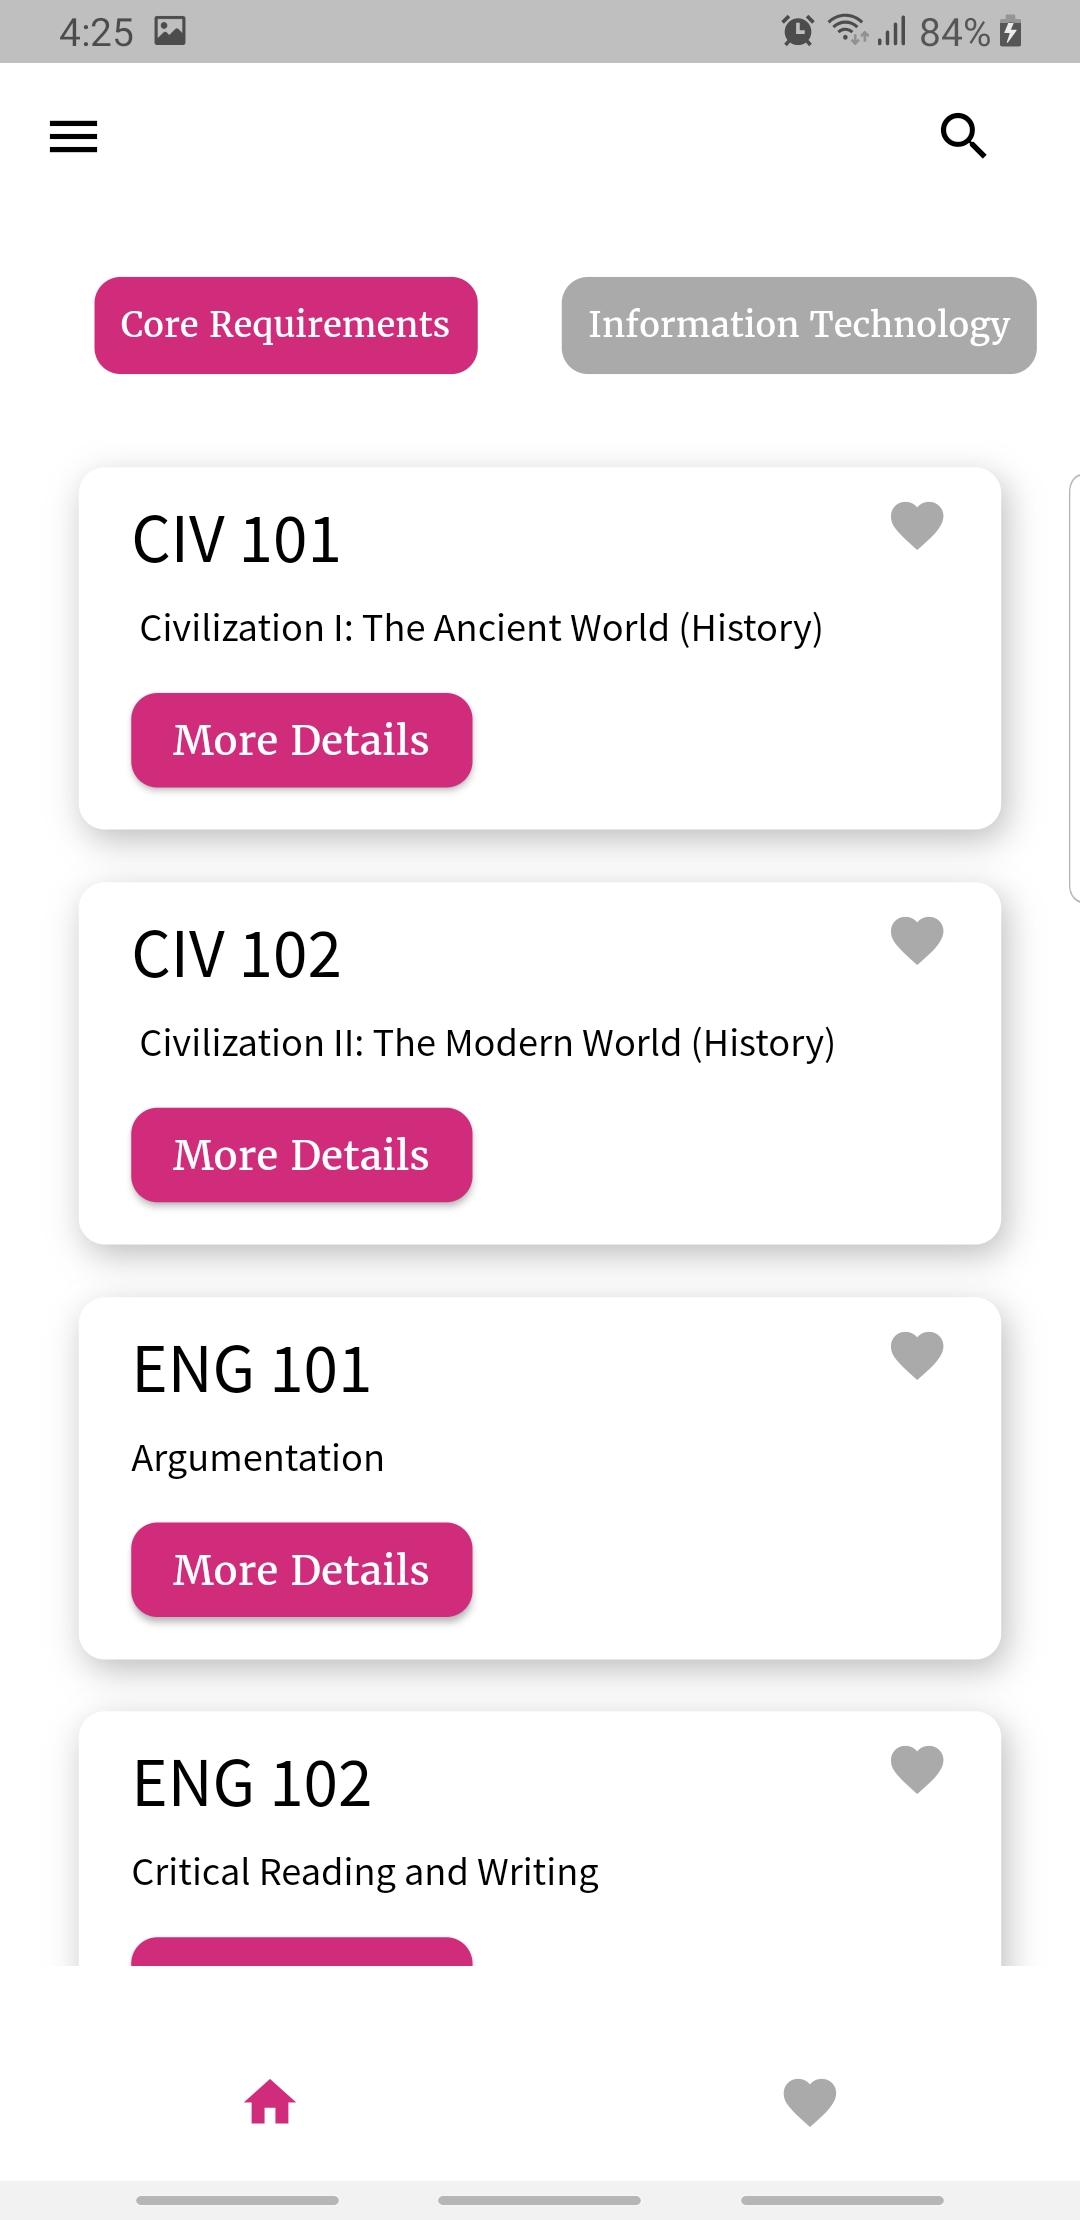 4:25 84%
Core Requirements Information Technology
CIV 101
Civilization I: The Ancient World (History)
More Details
CIV 102
Civilization II: The Modern World (History)
More Details
ENG 101
Argumentation
More Details
ENG 102
Critical Reading and Writing